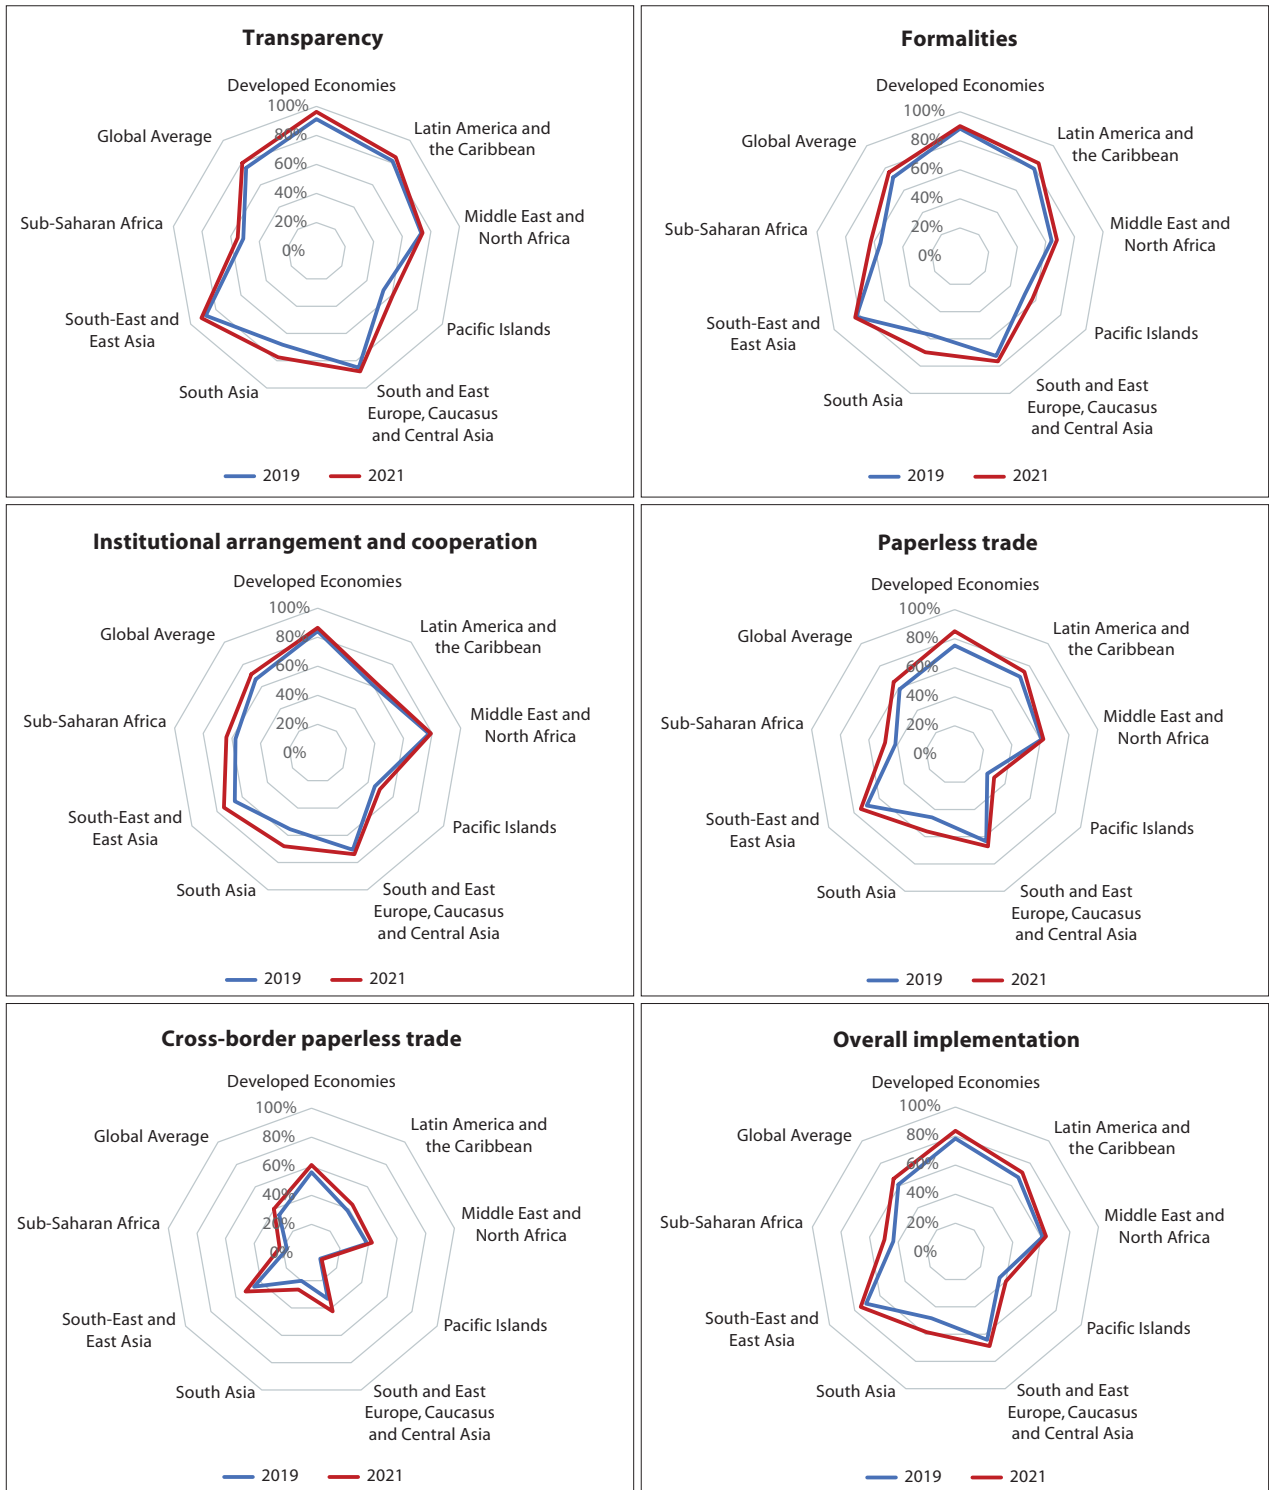 Transparency
Developed Economies
100%
80%
60%
40%
20%
0%
Latin America and
the Caribbean
Middle East and
North Africa
Pacific Islands
South and East
Europe, Caucasus
and Central Asia
South Asia
South-East and
East Asia
Sub-Saharan Africa
Global Average
2019
2021
Formalities
Developed Economies
100%
80%
60%
40%
20%
0%
Latin America and
the Caribbean
Middle East and
North Africa
Pacific Islands
South and East
Europe, Caucasus
and Central Asia
South Asia
South-East and
East Asia
Sub-Saharan Africa
Global Average
2019
2021
Institutional arrangement and cooperation
Developed Economies
100%
80%
60%
40%
20%
0%
Latin America and
the Caribbean
Middle East and
North Africa
Pacific Islands
South and East
Europe, Caucasus
and Central Asia
South Asia
South-East and
East Asia
Sub-Saharan Africa
Global Average
2019
2021
Paperless trade
Developed Economies
100%
80%
60%
40%
20%
0%
Latin America and
the Caribbean
Middle East and
North Africa
Pacific Islands
South and East
Europe, Caucasus
and Central Asia
South Asia
South-East and
East Asia
Sub-Saharan Africa
Global Average
2019
2021
Cross-border paperless trade
Developed Economies
100%
80%
60%
40%
20%
0%
Latin America and
the Caribbean
Middle East and
North Africa
Pacific Islands
South and East
Europe, Caucasus
and Central Asia
South Asia
South-East and
East Asia
Sub-Saharan Africa
Global Average
2019
2021
Overall implementation
Developed Economies
100%
80%
60%
40%
20%
0%
Latin America and
the Caribbean
Middle East and
North Africa
Pacific Islands
South and East
Europe, Caucasus
and Central Asia
South Asia
South-East and
East Asia
Sub-Saharan Africa
Global Average
2019
2021